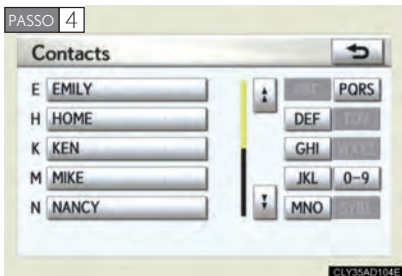 PASSO 4
Contacts
E EMILY PQRS
H HOME DEF
K KEN GHI
M MIKE JKL 0-9
N NANCY MNO
CLY35AD104E